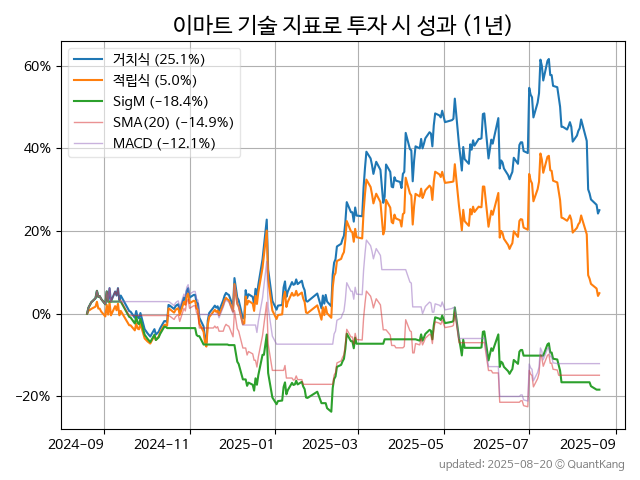 이마트 기술 지표로 투자 시 성과 (1년)
거치식 (25.1%)
적립식 (5.0%)
SigM (−18.4%)
SMA(20) (−14.9%)
MACD (−12.1%)
60%
40%
20%
0%
−20%
2024-09 2024-11 2025-01 2025-03 2025-05 2025-07 2025-09
updated: 2025-08-20 © QuantKang